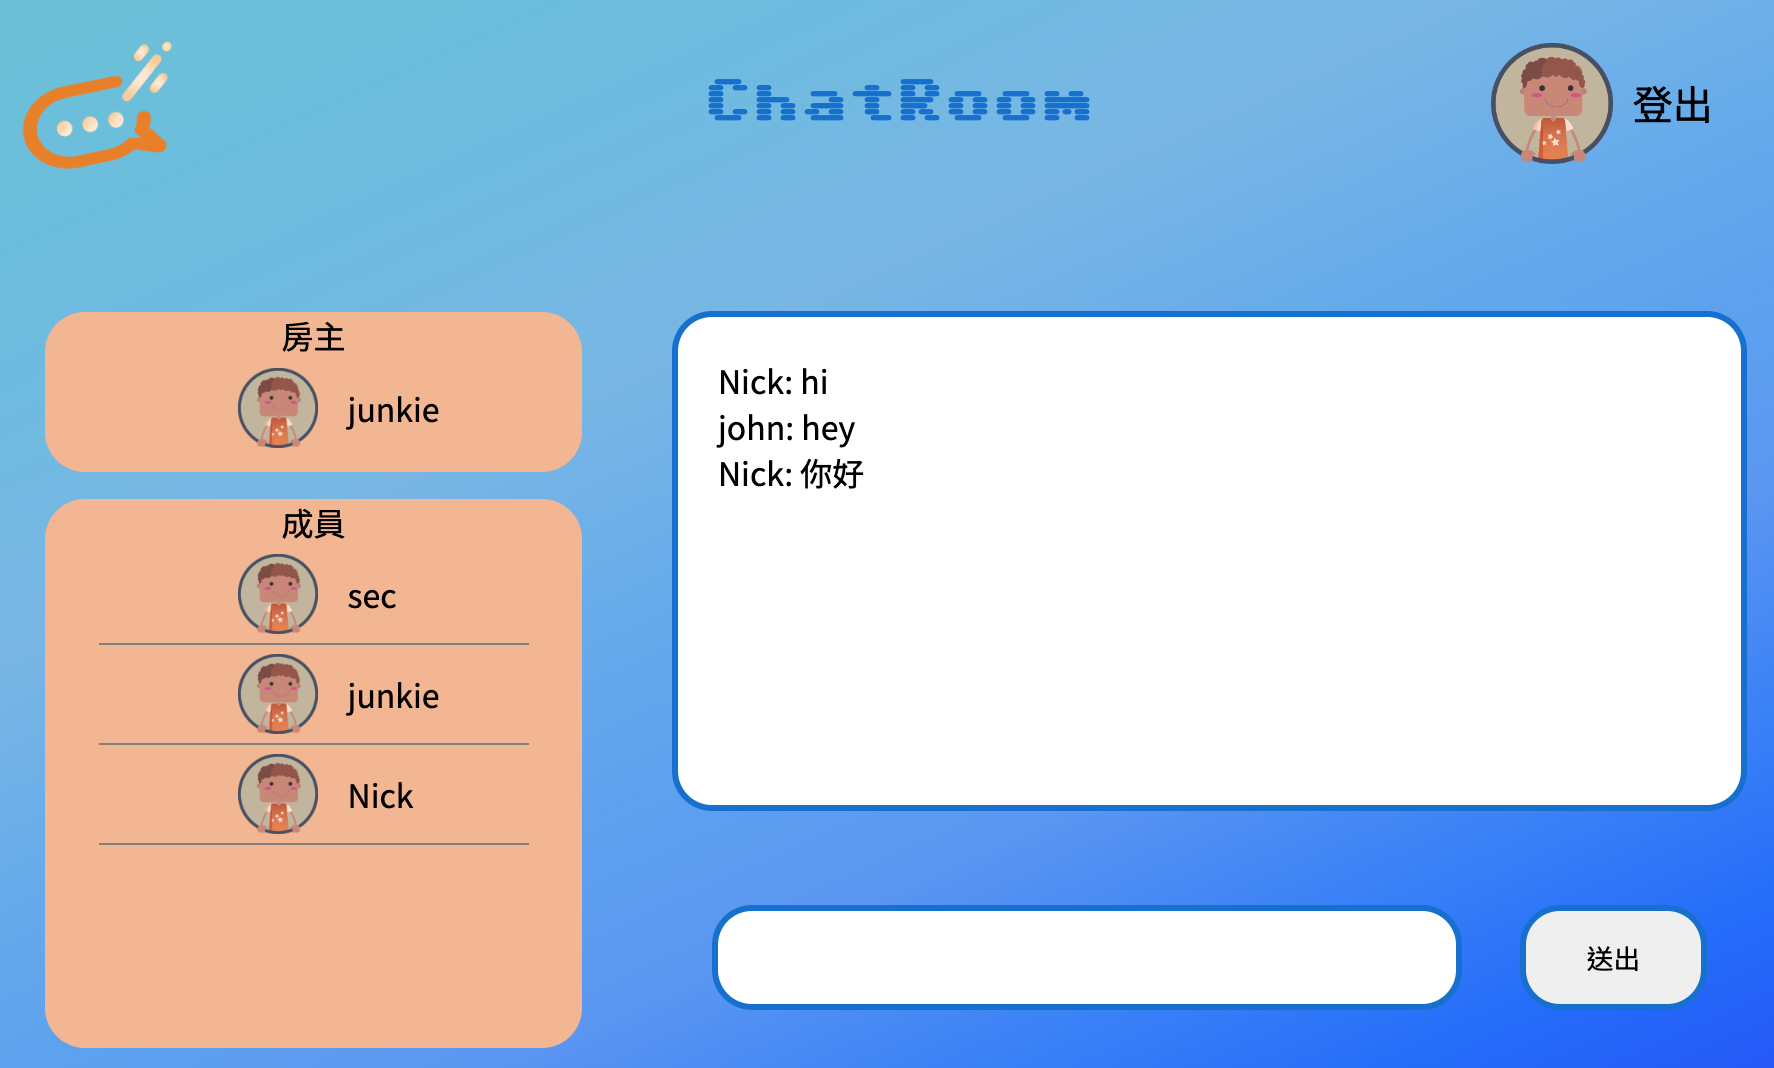 ChatRoom
登出
房主
junkie
成員
sec
junkie
Nick
Nick: hi
john: hey
Nick: 你好
送出